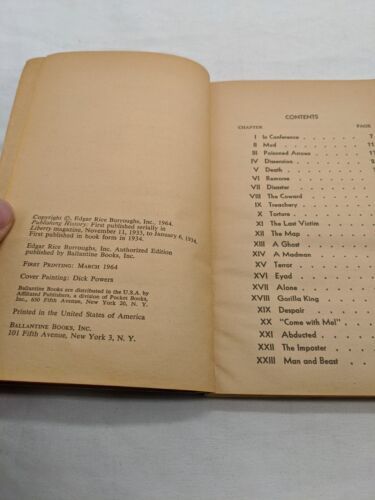 Copyright ©, Edgar Rice Burroughs, Inc., 1964.
Publishing History: First published serially in
Liberty magazine, November 11, 1933, to January 6, 1934,
First published in book form in 1934.
Edgar Rice Burroughs, Inc. Authorized Edition
published by Ballantine Books, Inc.
FIRST PRINTING: MARCH 1964
Cover Painting: Dick Powers
Ballantine Books are distributed in the U.S.A. by
Affiliated Publishers, a division of Pocket Books,
Inc., 630 Fifth Avenue, New York 20, N. Y.
Printed in the United States of America
BALLANTINE BOOKS, INC.
101 Fifth Avenue, New York 3, N. Y.
CONTENTS
CHAPTER PAGE
I In Conference . . . . . . 7
II Mad . . . . . . 11
III Poisoned Arrows . . . . . . 17
IV Dissension . . . . . .
V Death . . . . . .
VI Remorse . . . . . .
VII Disaster . . . . . .
VIII The Coward . . . . . .
IX Treachery . . . . . .
X Torture . . . . . .
XI The Last Victim . . . . . .
XII The Map . . . . . .
XIII A Ghost . . . . . .
XIV A Madman . . . . . .
XV Terror . . . . . .
XVI Eyad . . . . . .
XVII Alone . . . . . .
XVIII Gorilla King . . . . . .
XIX Despair . . . . . .
XX "Come with Me!" . . . . .
XXI Abducted . . . . . .
XXII The Imposter . . . . . .
XXIII Man and Beast . . . . .